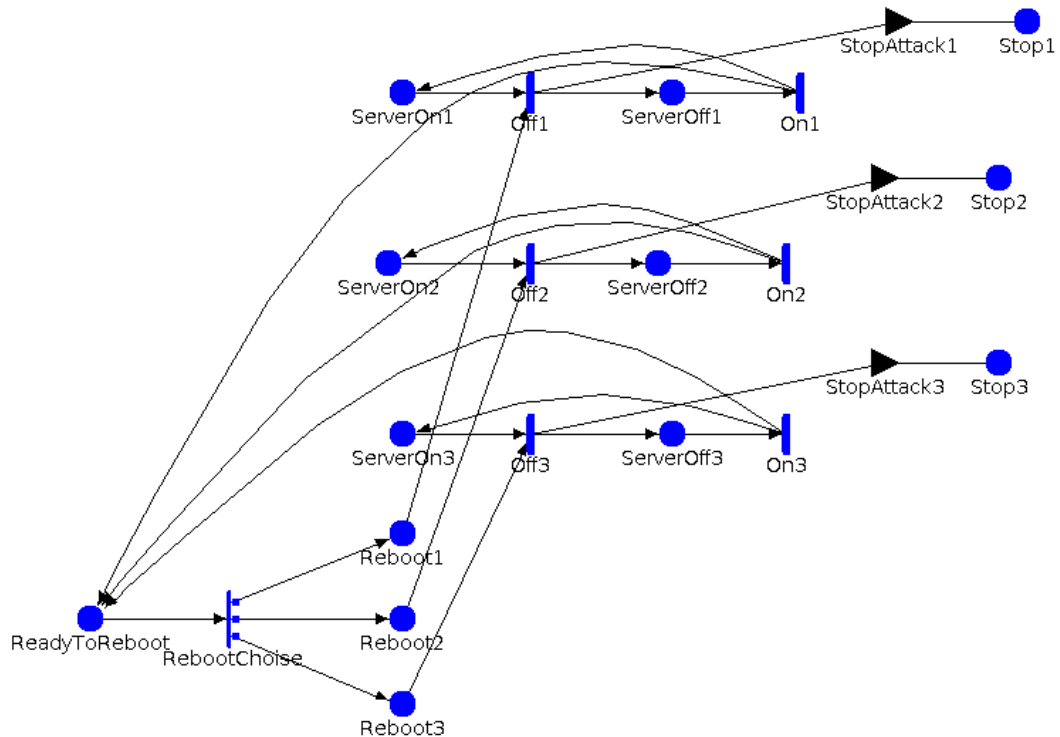 StopAttack1
Stop1
ServerOn1
Off1
ServerOff1
On1
StopAttack2
Stop2
ServerOn2
Off2
ServerOff2
On2
StopAttack3
Stop3
ServerOn3
Off3
ServerOff3
On3
Reboot1
ReadyToReboot
RebootChoise
Reboot2
Reboot3